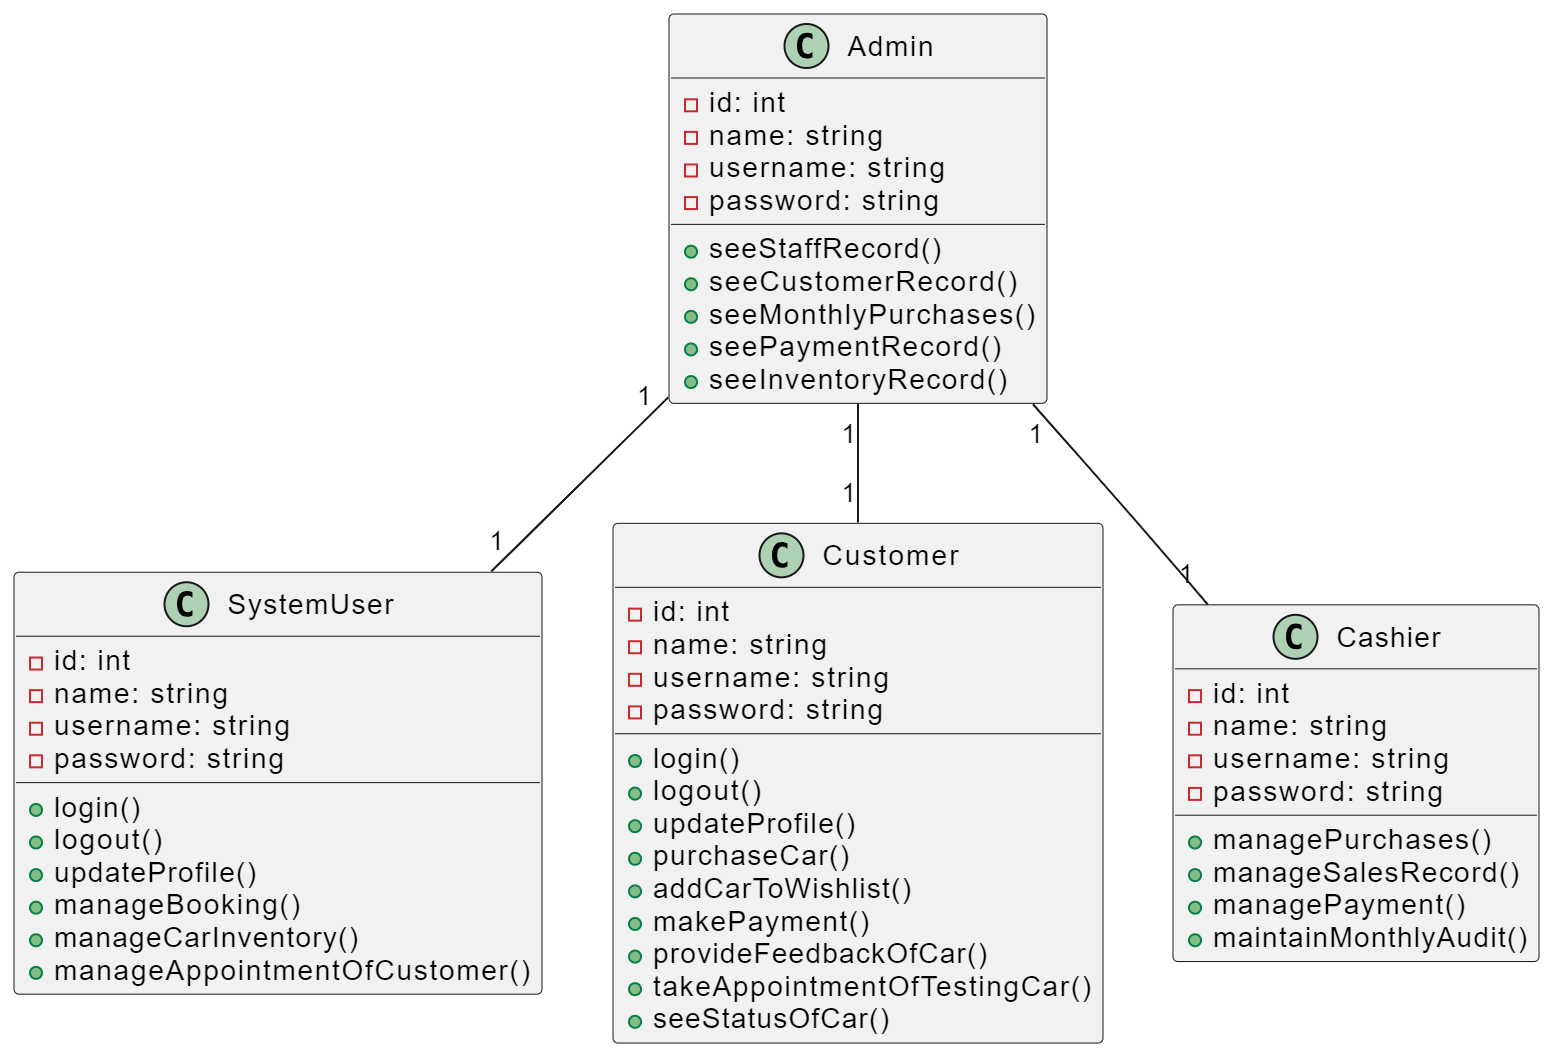 C Admin
id: int
name: string
username: string
password: string
seeStaffRecord()
seeCustomerRecord()
seeMonthlyPurchases()
seePaymentRecord()
seeInventoryRecord()
1
1
1
1
1
1
C SystemUser
id: int
name: string
username: string
password: string
login()
logout()
updateProfile()
manageBooking()
manageCarInventory()
manageAppointmentOfCustomer()
C Customer
id: int
name: string
username: string
password: string
login()
logout()
updateProfile()
purchaseCar()
addCarToWishlist()
makePayment()
provideFeedbackOfCar()
takeAppointmentOfTestingCar()
seeStatusOfCar()
C Cashier
id: int
name: string
username: string
password: string
managePurchases()
manageSalesRecord()
managePayment()
maintainMonthlyAudit()